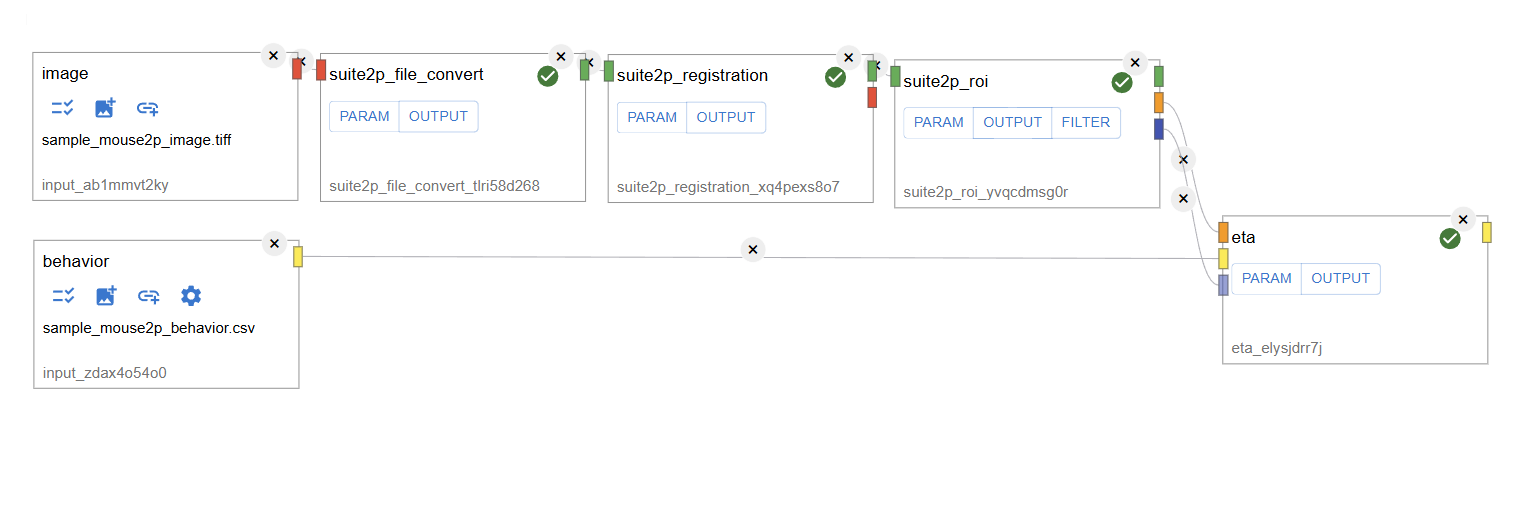 image
sample_mouse2p_image.tiff
input_ab1mmvt2ky
suite2p_file_convert
PARAM OUTPUT
suite2p_file_convert_tlri58d268
suite2p_registration
PARAM OUTPUT
suite2p_registration_xq4pexs8o7
suite2p_roi
PARAM OUTPUT FILTER
suite2p_roi_yvqcdmsg0r
behavior
sample_mouse2p_behavior.csv
input_zdax4o54o0
eta
PARAM OUTPUT
eta_elysjdrr7j